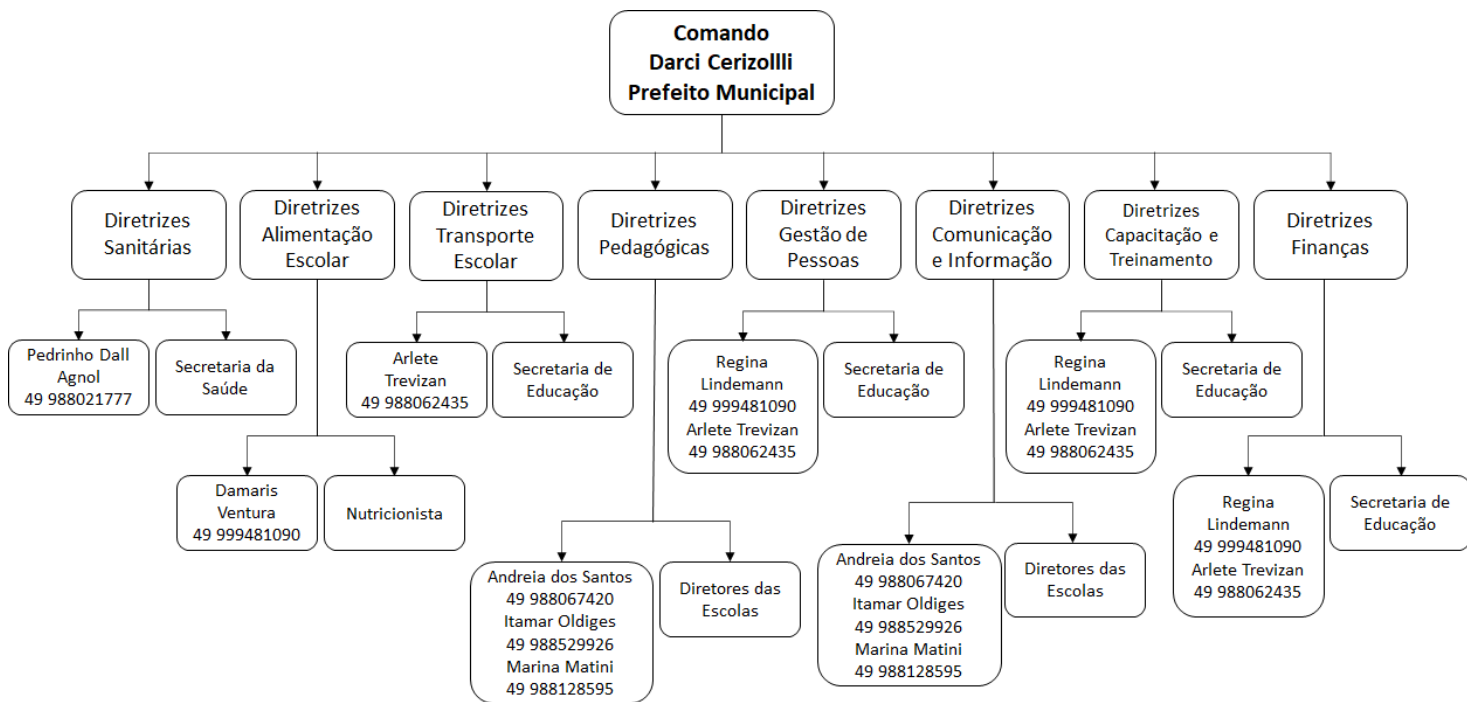 Comando
Darci Cerizollli
Prefeito Municipal
Diretrizes
Sanitárias
Diretrizes
Alimentação
Escolar
Diretrizes
Transporte
Escolar
Diretrizes
Pedagógicas
Diretrizes
Gestão de
Pessoas
Diretrizes
Comunicação
e Informação
Diretrizes
Capacitação e
Treinamento
Diretrizes
Finanças
Pedrinho Dall
Agnol
49 988021777
Secretaria da
Saúde
Arlete
Trevizan
49 988062435
Secretaria de
Educação
Regina
Lindemann
49 999481090
Arlete Trevizan
49 988062435
Secretaria de
Educação
Regina
Lindemann
49 999481090
Arlete Trevizan
49 988062435
Secretaria de
Educação
Damaris
Ventura
49 999481090
Nutricionista
Regina
Lindemann
49 999481090
Arlete Trevizan
49 988062435
Secretaria de
Educação
Andreia dos Santos
49 988067420
Itamar Oldiges
49 988529926
Marina Matini
49 988128595
Diretores das
Escolas
Andreia dos Santos
49 988067420
Itamar Oldiges
49 988529926
Marina Matini
49 988128595
Diretores das
Escolas